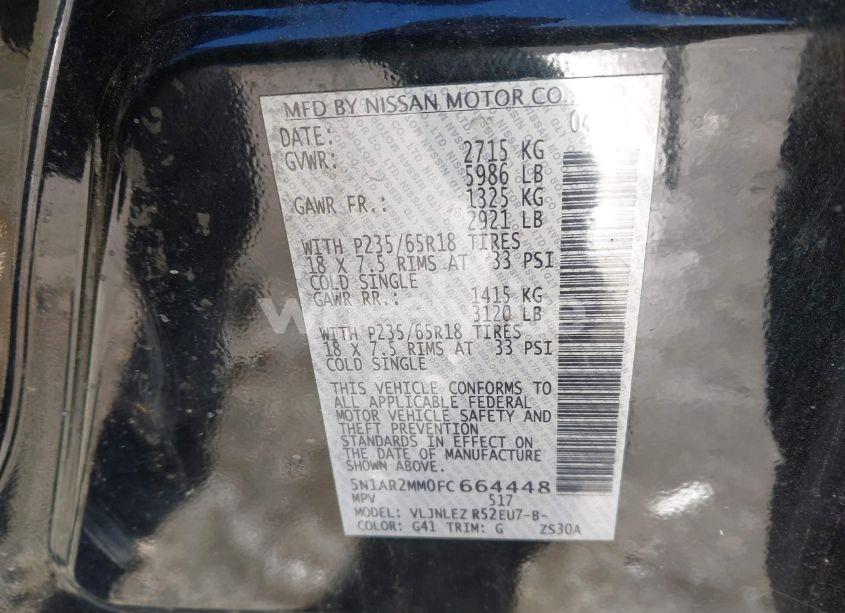 MFD BY NISSAN MOTOR CO.,
DATE: 04
GVWR: 2715 KG
5986 LB
GAWR FR.: 1325 KG
2921 LB
WITH P235/65R18 TIRES
18 X 7.5 RIMS AT 33 PSI
COLD SINGLE
GAWR RR.: 1415 KG
3120 LB
WITH P235/65R18 TIRES
18 X 7.5 RIMS AT 33 PSI
COLD SINGLE
THIS VEHICLE CONFORMS TO
ALL APPLICABLE FEDERAL
MOTOR VEHICLE SAFETY AND
THEFT PREVENTION
STANDARDS IN EFFECT ON
THE DATE OF MANUFACTURE
SHOWN ABOVE.
5N1AR2MM0FC664448
MPV 517
MODEL: VLJNLEZ R52EU7-B-
COLOR: G41 TRIM: G ZS30A